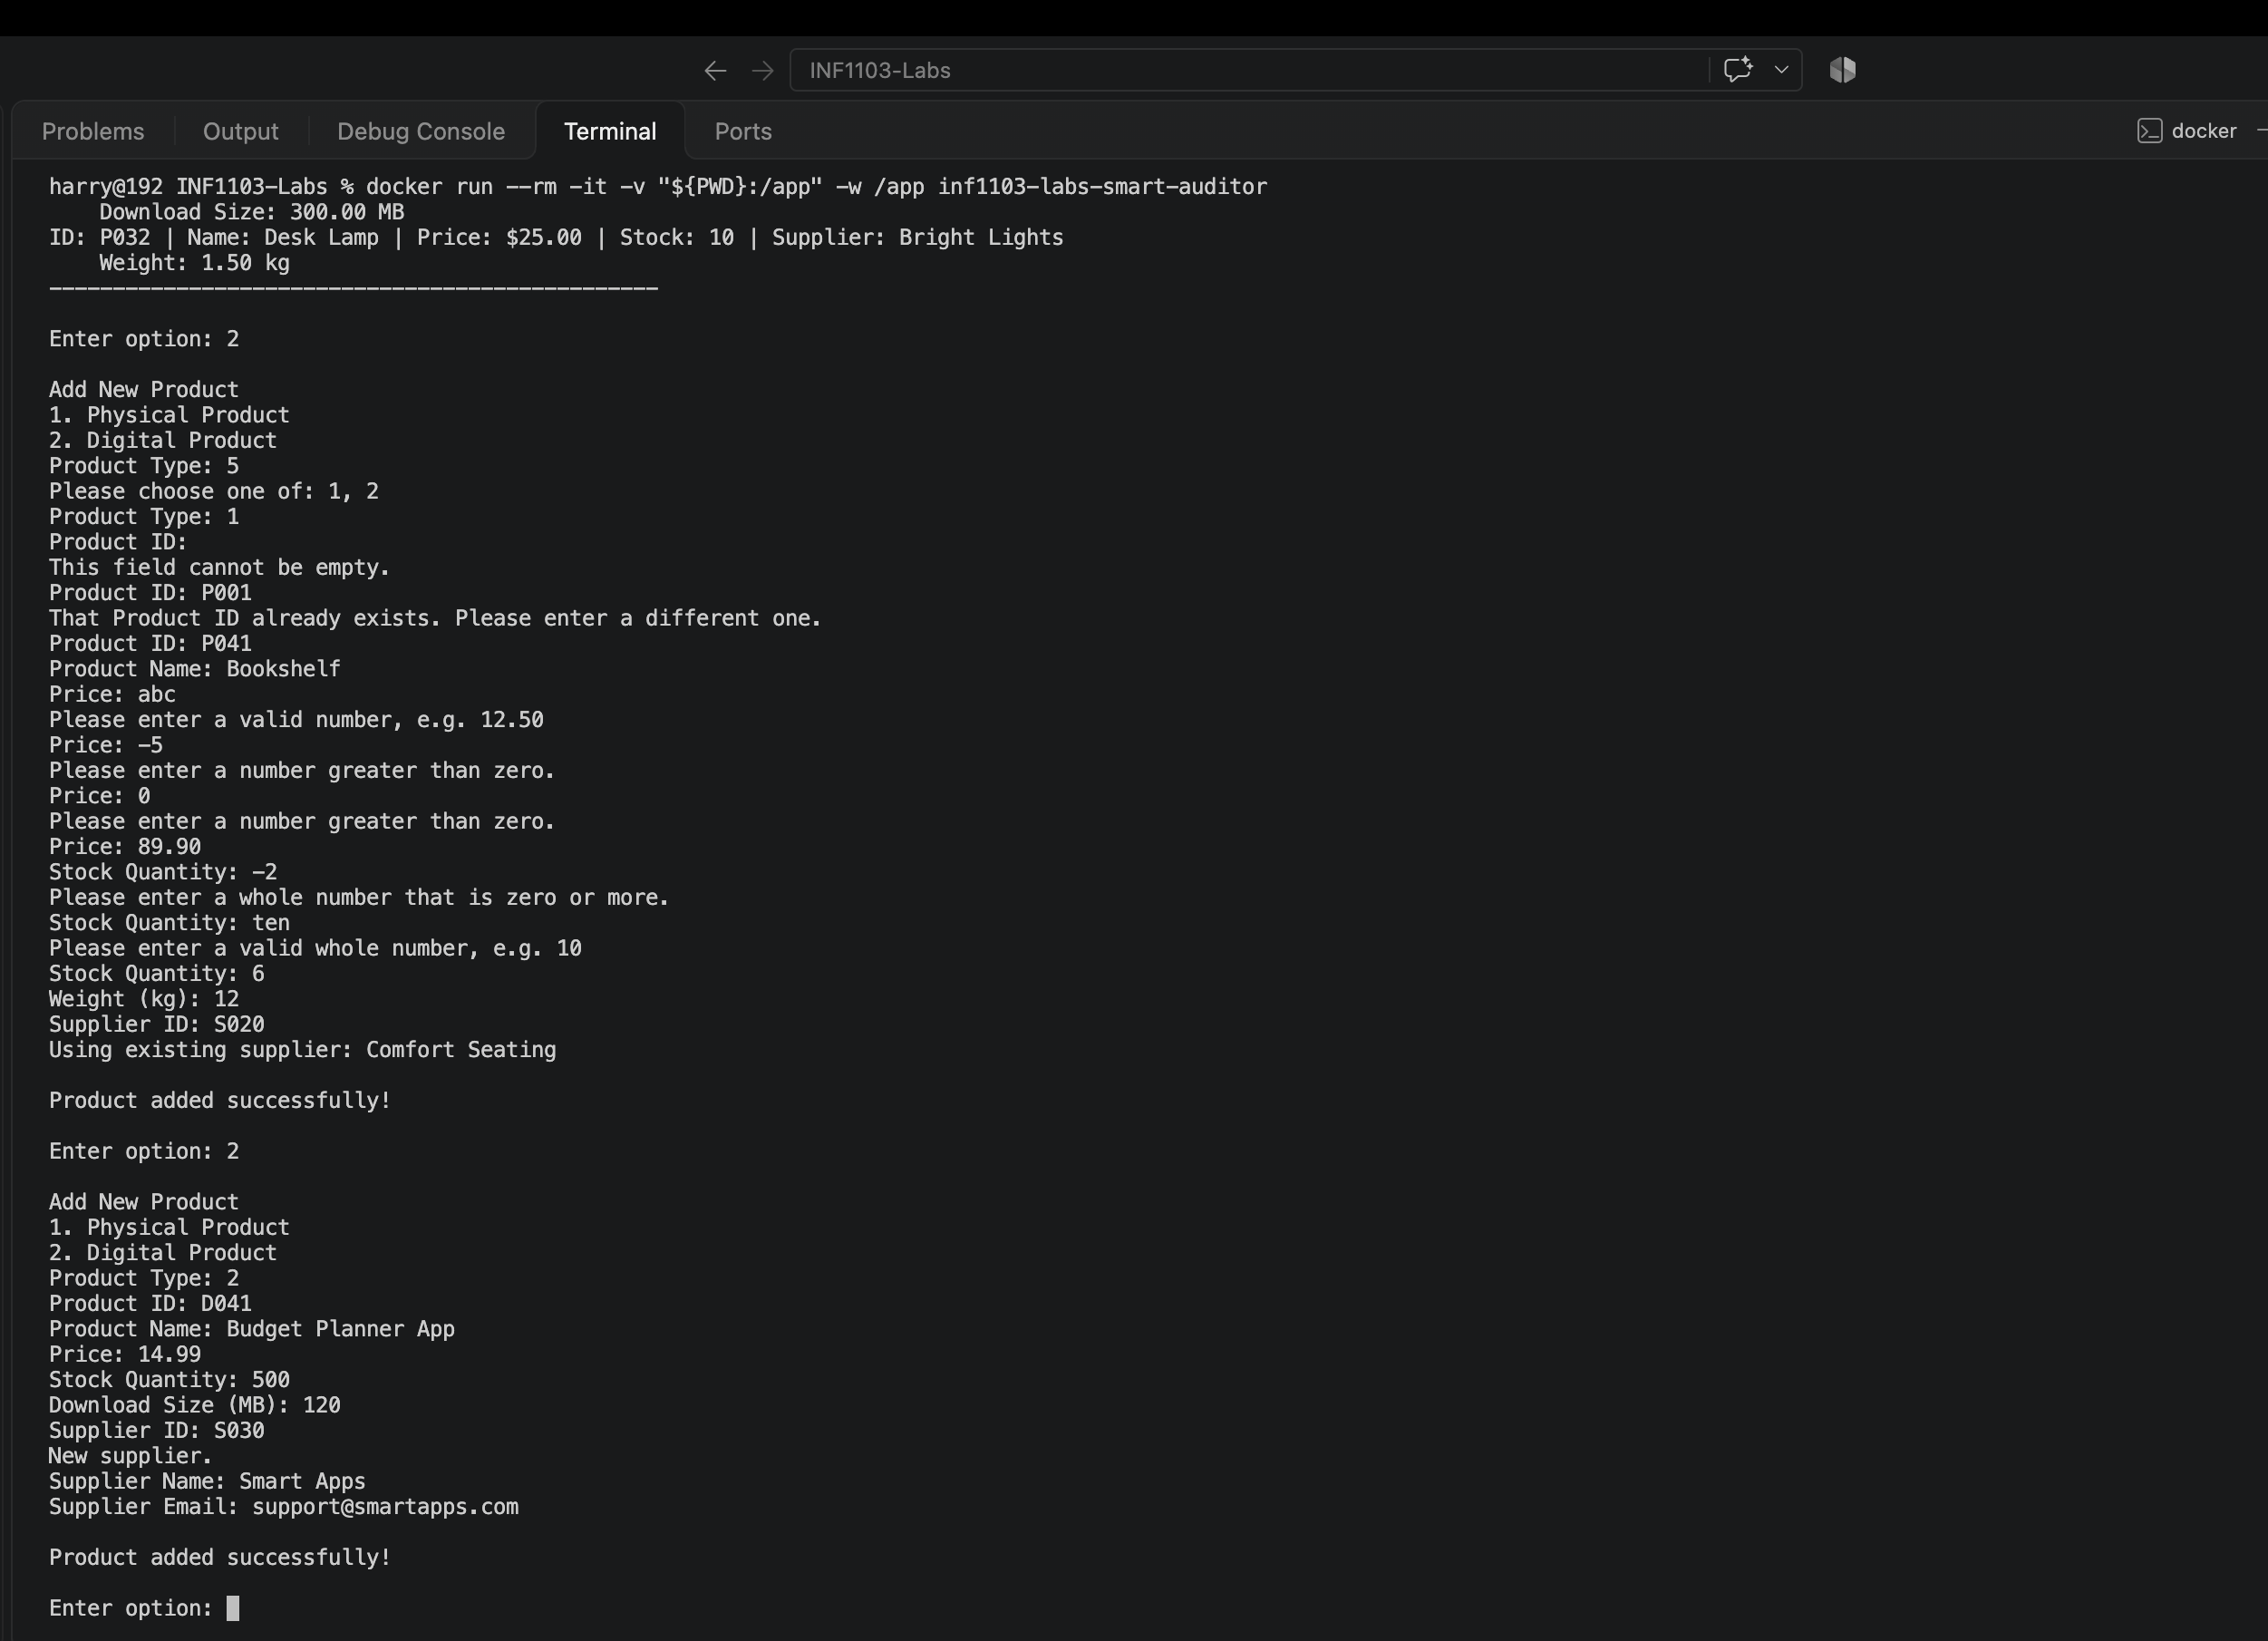 INF1103-Labs
Problems Output Debug Console Terminal Ports docker
harry@192 INF1103-Labs % docker run --rm -it -v "${PWD}:/app" -w /app inf1103-labs-smart-auditor
    Download Size: 300.00 MB
ID: P032 | Name: Desk Lamp | Price: $25.00 | Stock: 10 | Supplier: Bright Lights
    Weight: 1.50 kg
------------------------------------------------
Enter option: 2
Add New Product
1. Physical Product
2. Digital Product
Product Type: 5
Please choose one of: 1, 2
Product Type: 1
Product ID:
This field cannot be empty.
Product ID: P001
That Product ID already exists. Please enter a different one.
Product ID: P041
Product Name: Bookshelf
Price: abc
Please enter a valid number, e.g. 12.50
Price: -5
Please enter a number greater than zero.
Price: 0
Please enter a number greater than zero.
Price: 89.90
Stock Quantity: -2
Please enter a whole number that is zero or more.
Stock Quantity: ten
Please enter a valid whole number, e.g. 10
Stock Quantity: 6
Weight (kg): 12
Supplier ID: S020
Using existing supplier: Comfort Seating
Product added successfully!
Enter option: 2
Add New Product
1. Physical Product
2. Digital Product
Product Type: 2
Product ID: D041
Product Name: Budget Planner App
Price: 14.99
Stock Quantity: 500
Download Size (MB): 120
Supplier ID: S030
New supplier.
Supplier Name: Smart Apps
Supplier Email: support@smartapps.com
Product added successfully!
Enter option: